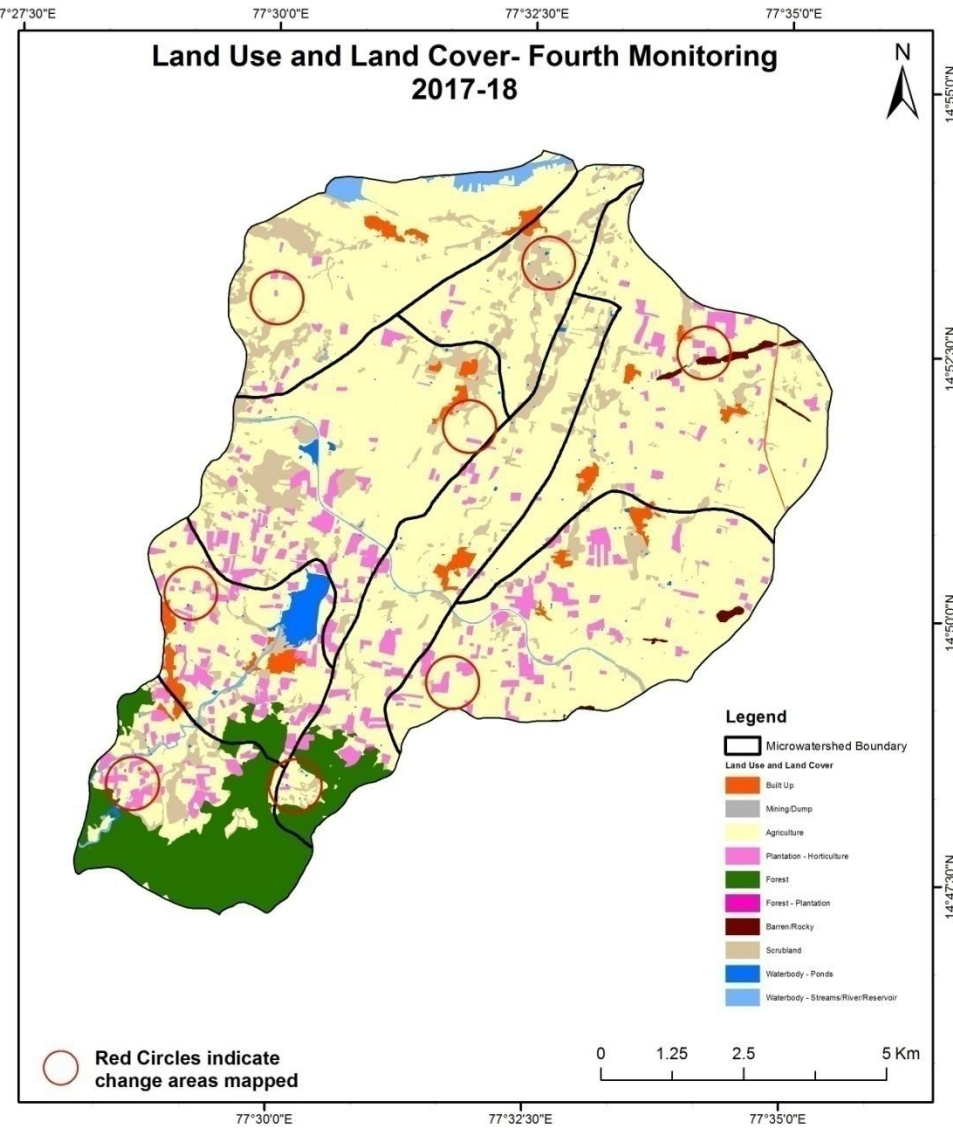 7°27'30"E 77°30'0"E 77°32'30"E 77°35'0"E
Land Use and Land Cover- Fourth Monitoring
2017-18
N
14°55'0"N
14°52'30"N
14°50'0"N
14°47'30"N
Legend
Microwatershed Boundary
Land Use and Land Cover
Built Up
Mining/Dump
Agriculture
Plantation - Horticulture
Forest
Forest - Plantation
Barren/Rocky
Scrubland
Waterbody - Ponds
Waterbody - Streams/River/Reservoir
Red Circles indicate
change areas mapped
0 1.25 2.5 5 Km
77°30'0"E 77°32'30"E 77°35'0"E